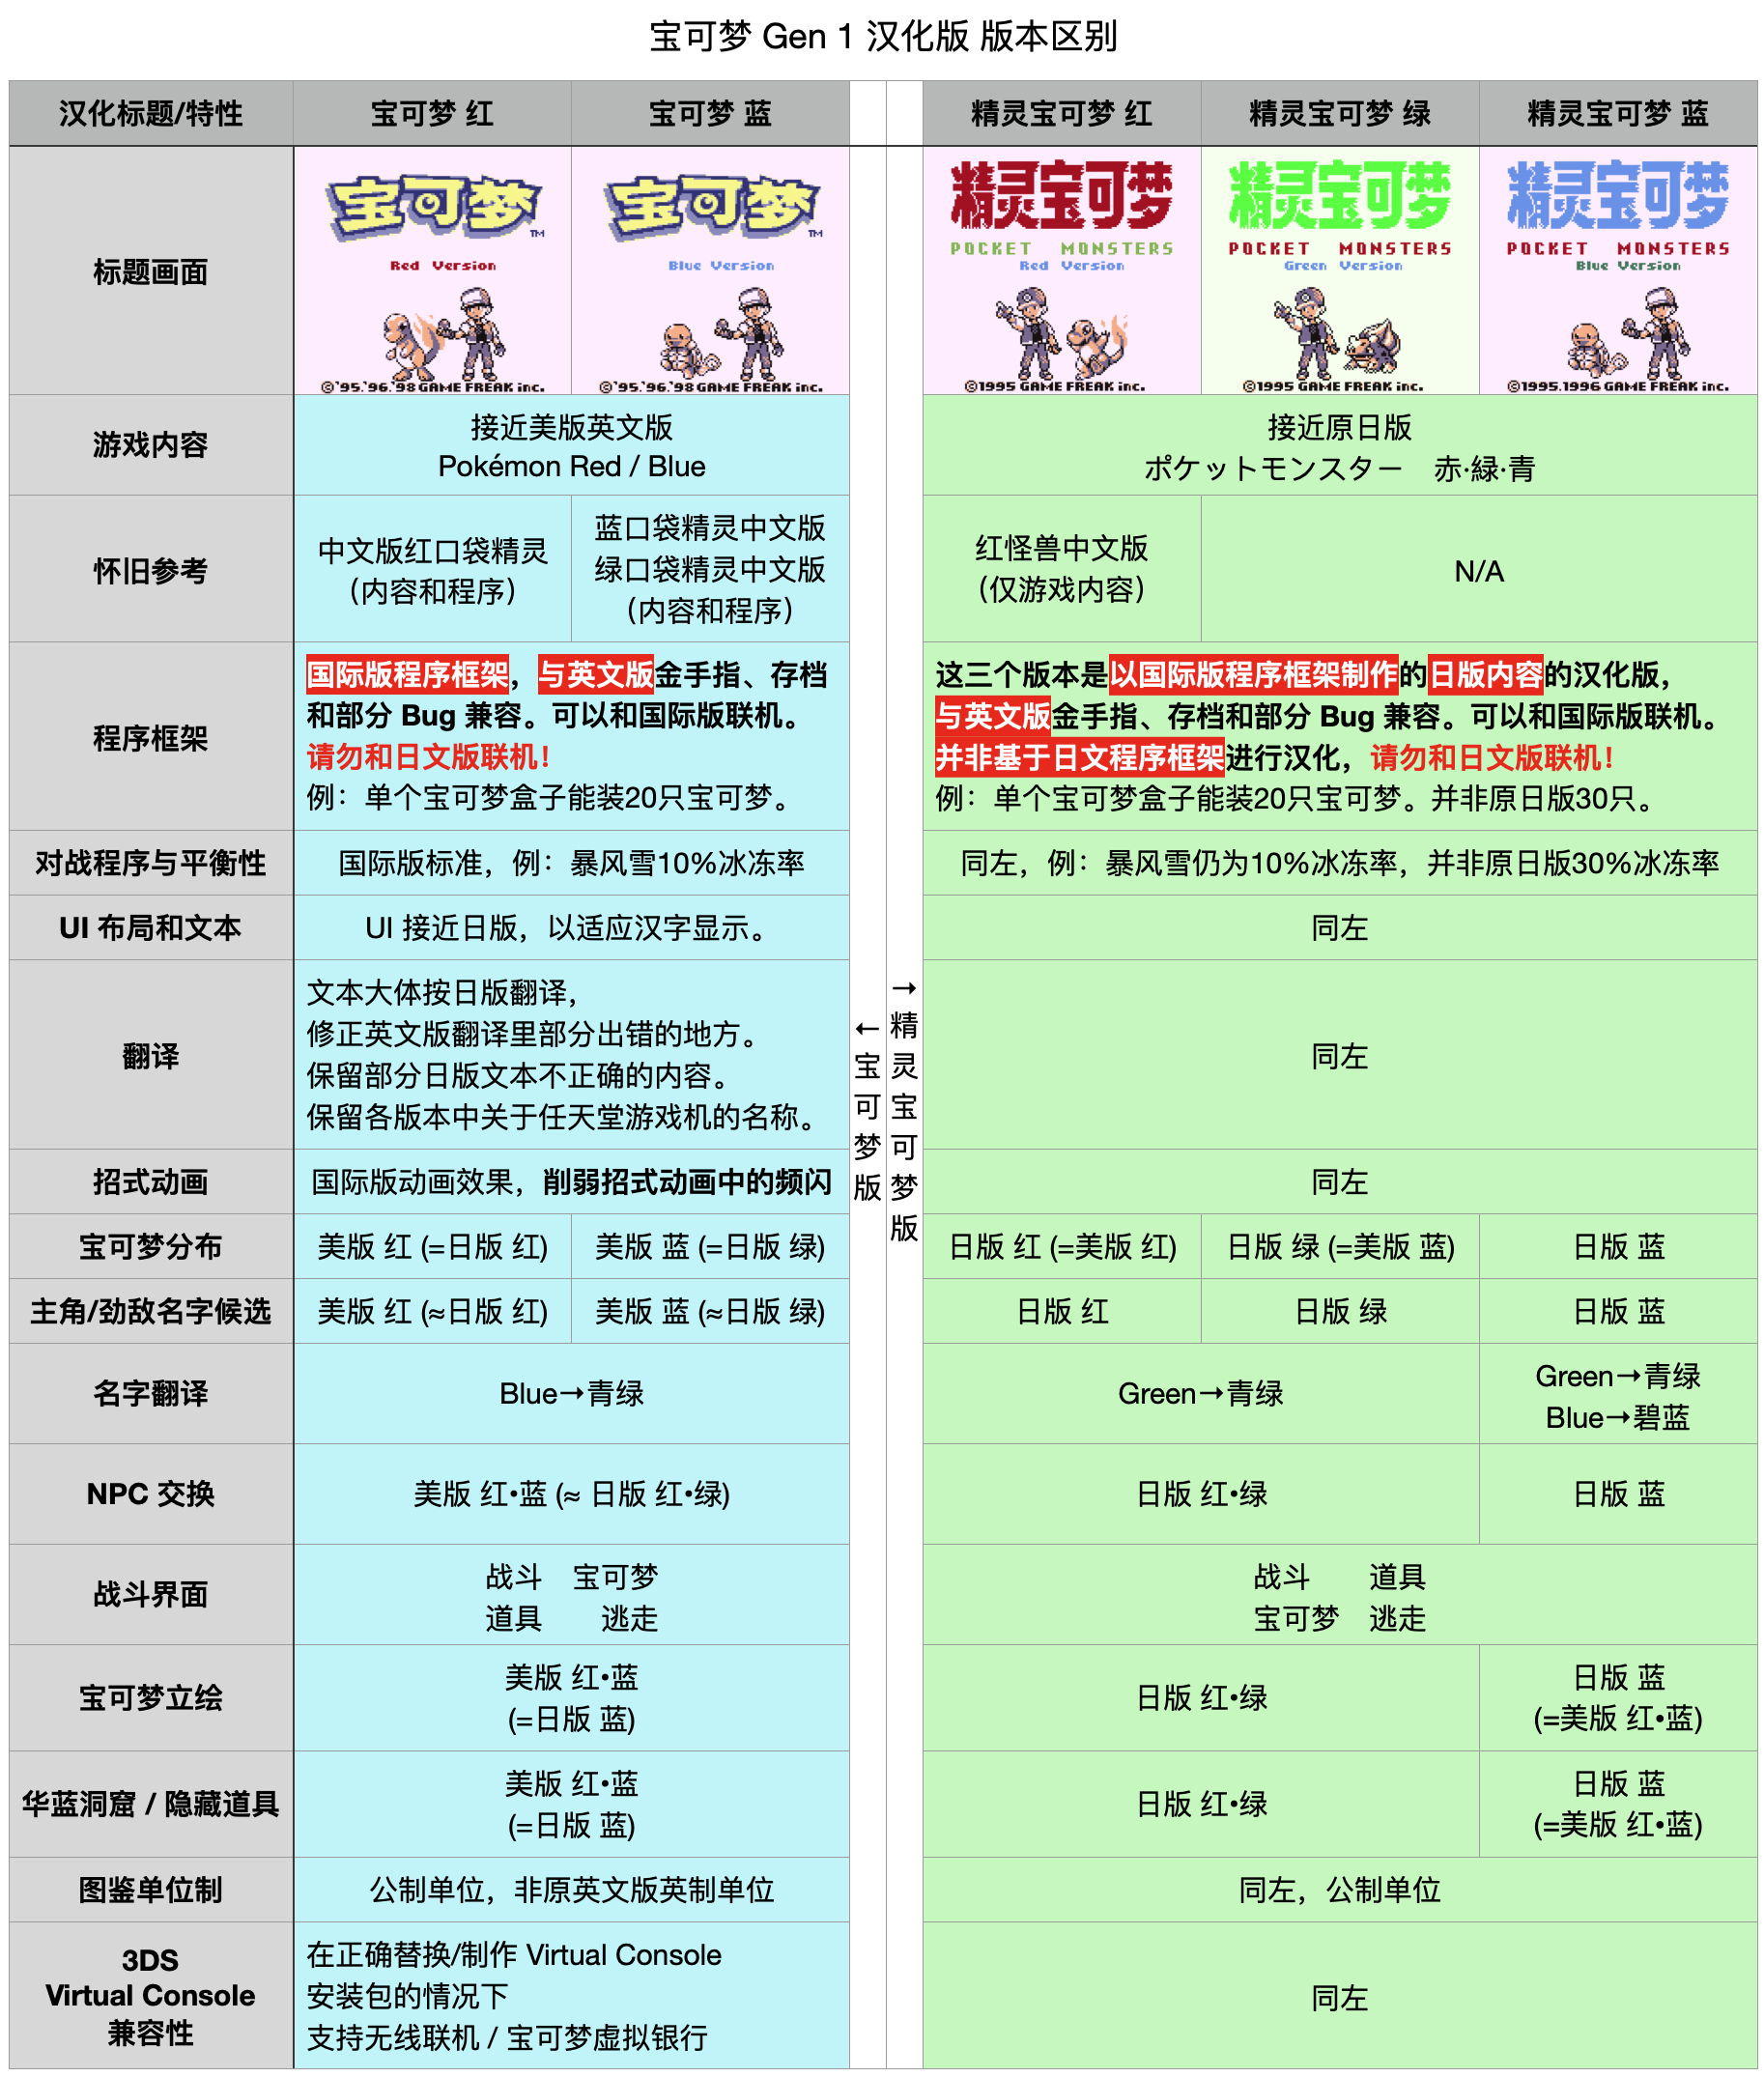 宝可梦 Gen 1 汉化版 版本区别
汉化标题/特性
宝可梦 红
宝可梦 蓝
精灵宝可梦 红
精灵宝可梦 绿
精灵宝可梦 蓝
标题画面
宝可梦
TM
Red Version
©'95.'96.'98 GAME FREAK inc.
宝可梦
TM
Blue Version
©'95.'96.'98 GAME FREAK inc.
精灵宝可梦
POCKET MONSTERS
Red Version
©1995 GAME FREAK inc.
精灵宝可梦
POCKET MONSTERS
Green Version
©1995 GAME FREAK inc.
精灵宝可梦
POCKET MONSTERS
Blue Version
©1995.1996 GAME FREAK inc.
游戏内容
接近美版英文版
Pokémon Red / Blue
接近原日版
ポケットモンスター　赤·緑·青
怀旧参考
中文版红口袋精灵
（内容和程序）
蓝口袋精灵中文版
绿口袋精灵中文版
（内容和程序）
红怪兽中文版
（仅游戏内容）
N/A
程序框架
国际版程序框架，与英文版金手指、存档
和部分 Bug 兼容。可以和国际版联机。
请勿和日文版联机！
例：单个宝可梦盒子能装20只宝可梦。
这三个版本是以国际版程序框架制作的日版内容的汉化版，
与英文版金手指、存档和部分 Bug 兼容。可以和国际版联机。
并非基于日文程序框架进行汉化，请勿和日文版联机！
例：单个宝可梦盒子能装20只宝可梦。并非原日版30只。
对战程序与平衡性
国际版标准，例：暴风雪10%冰冻率
同左，例：暴风雪仍为10%冰冻率，并非原日版30%冰冻率
UI 布局和文本
UI 接近日版，以适应汉字显示。
同左
翻译
文本大体按日版翻译，
修正英文版翻译里部分出错的地方。
保留部分日版文本不正确的内容。
保留各版本中关于任天堂游戏机的名称。
←宝可梦版
→精灵宝可梦版
同左
招式动画
国际版动画效果，削弱招式动画中的频闪
同左
宝可梦分布
美版 红 (=日版 红)
美版 蓝 (=日版 绿)
日版 红 (=美版 红)
日版 绿 (=美版 蓝)
日版 蓝
主角/劲敌名字候选
美版 红 (≈日版 红)
美版 蓝 (≈日版 绿)
日版 红
日版 绿
日版 蓝
名字翻译
Blue→青绿
Green→青绿
Green→青绿
Blue→碧蓝
NPC 交换
美版 红•蓝 (≈ 日版 红•绿)
日版 红•绿
日版 蓝
战斗界面
战斗　宝可梦
道具　　逃走
战斗　　道具
宝可梦　逃走
宝可梦立绘
美版 红•蓝
(=日版 蓝)
日版 红•绿
日版 蓝
(=美版 红•蓝)
华蓝洞窟 / 隐藏道具
美版 红•蓝
(=日版 蓝)
日版 红•绿
日版 蓝
(=美版 红•蓝)
图鉴单位制
公制单位，非原英文版英制单位
同左，公制单位
3DS
Virtual Console
兼容性
在正确替换/制作 Virtual Console
安装包的情况下
支持无线联机 / 宝可梦虚拟银行
同左